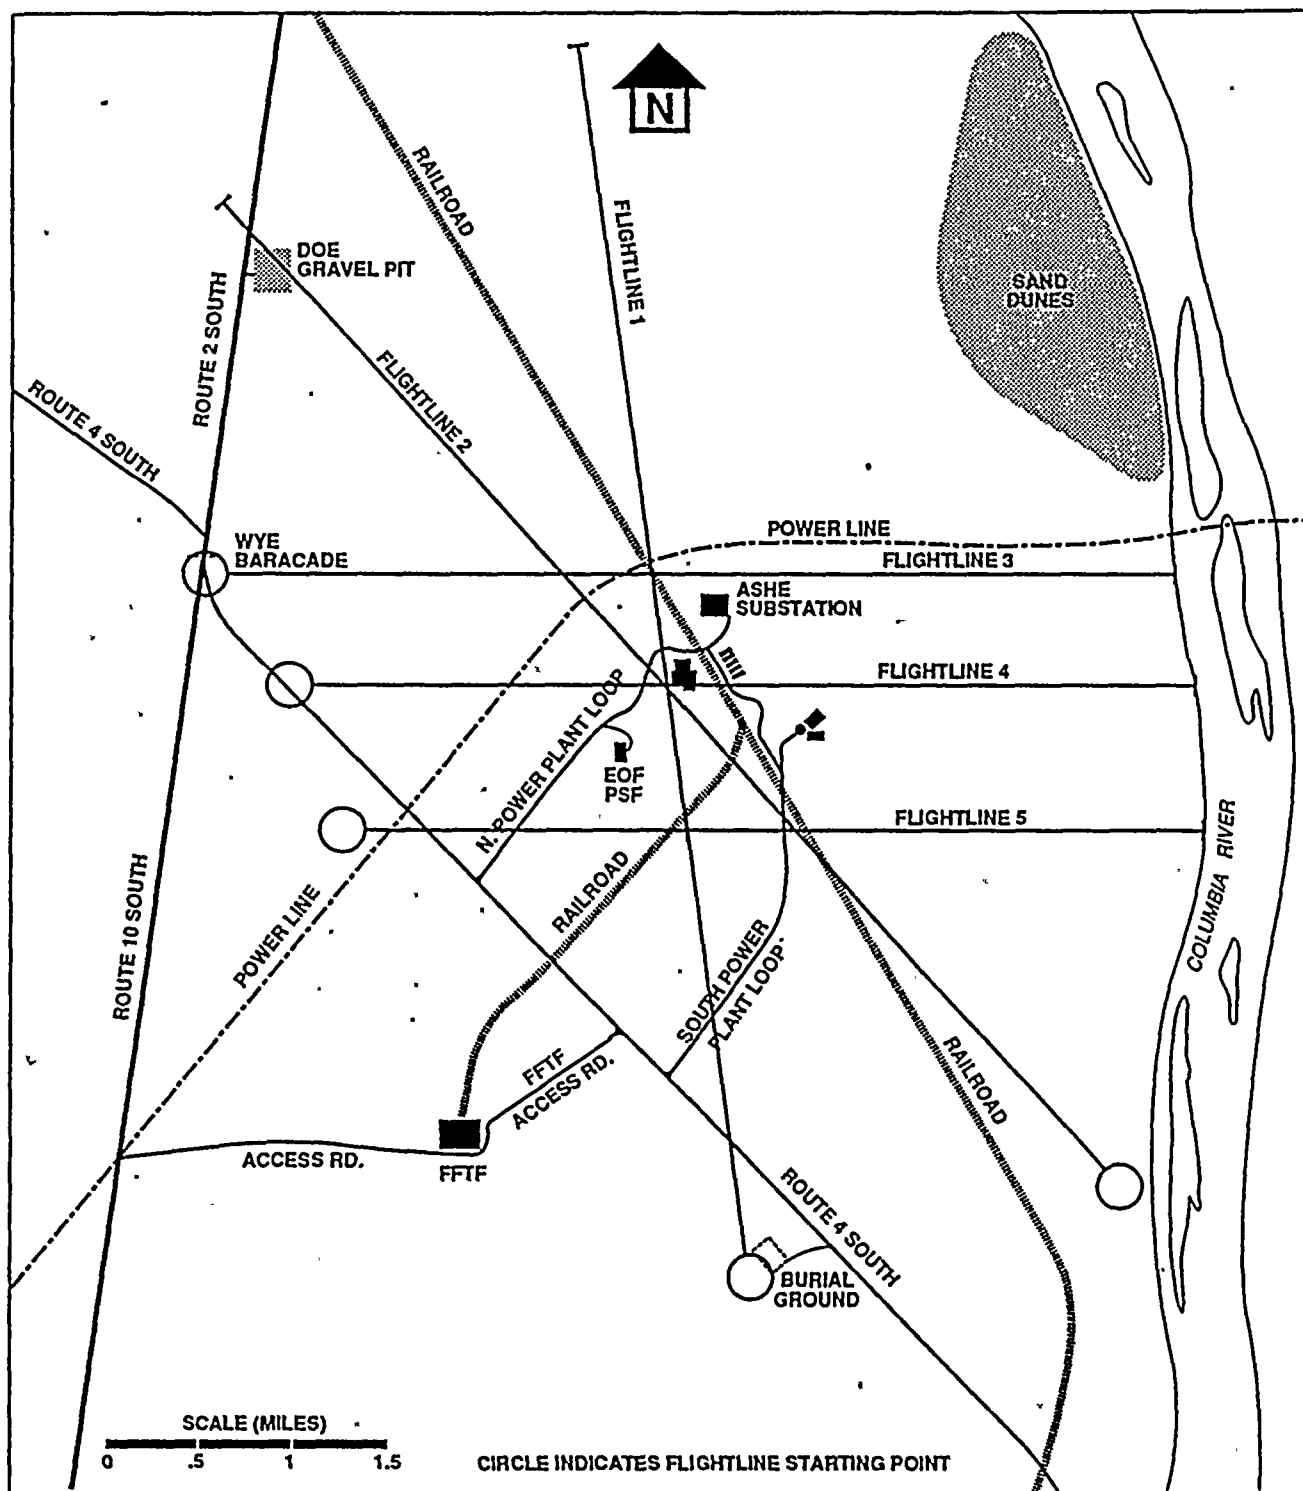 N
RAILROAD
FLIGHTLINE 1
DOE
GRAVEL PIT
SAND
DUNES
ROUTE 2 SOUTH
FLIGHTLINE 2
ROUTE 4 SOUTH
POWER LINE
WYE
BARACADE
FLIGHTLINE 3
ASHE
SUBSTATION
FLIGHTLINE 4
N. POWER PLANT LOOP
EOF
PSF
FLIGHTLINE 5
COLUMBIA RIVER
RAILROAD
POWER LINE
ROUTE 10 SOUTH
SOUTH POWER
PLANT LOOP
RAILROAD
FFTF
ACCESS RD.
ACCESS RD.
FFTF
ROUTE 4 SOUTH
BURIAL
GROUND
SCALE (MILES)
0 .5 1 1.5
CIRCLE INDICATES FLIGHTLINE STARTING POINT